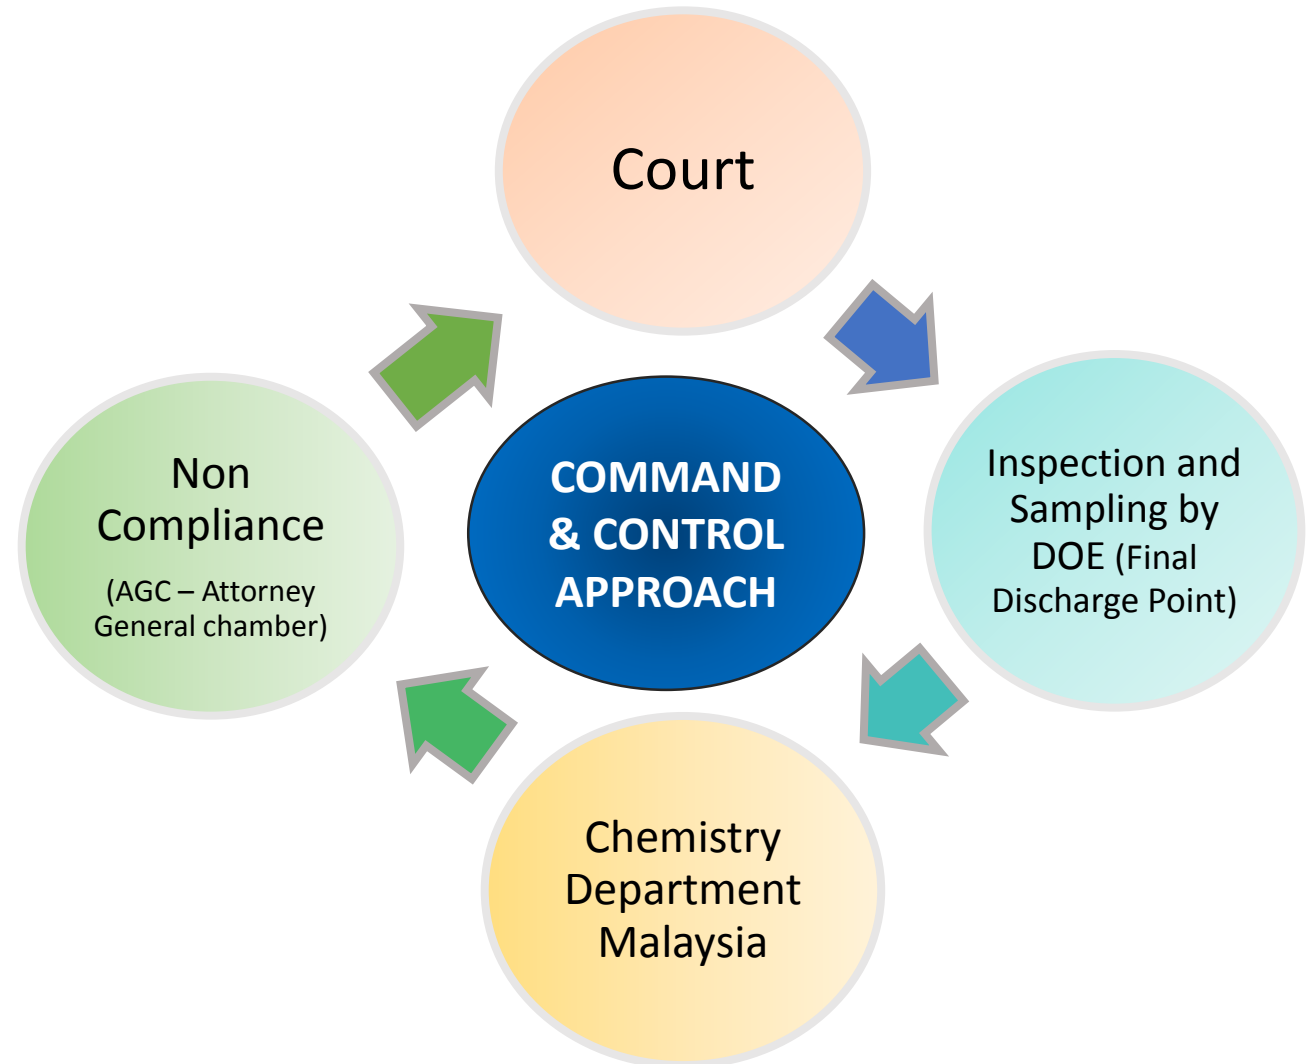 Court
Non
Compliance
(AGC – Attorney
General chamber)
COMMAND
& CONTROL
APPROACH
Inspection and
Sampling by
DOE (Final
Discharge Point)
Chemistry
Department
Malaysia